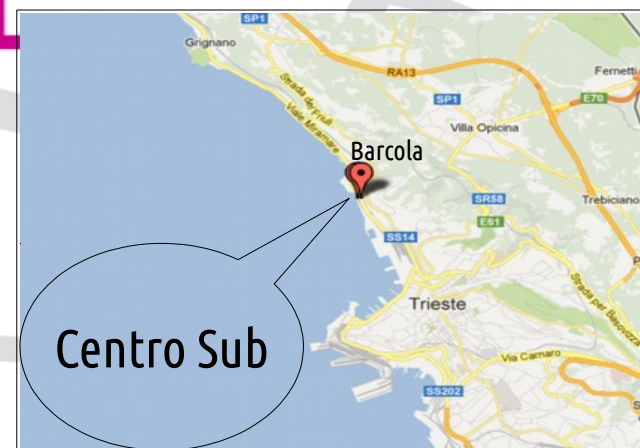 SP1
Grignano
RA13
Fernetti
Strada del Friuli
Viale Miramare
SP1
E70
Villa Opicina
Barcola
SR58
Trebiciano
E61
SS14
Trieste
Strada per Basovizza
Centro Sub
Via Carnaro
SS202